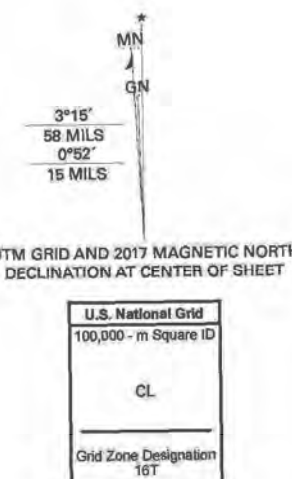 MN
GN
3°15´
58 MILS
0°52´
15 MILS
UTM GRID AND 2017 MAGNETIC NORTH
DECLINATION AT CENTER OF SHEET
U.S. National Grid
100,000 - m Square ID
CL
Grid Zone Designation
16T